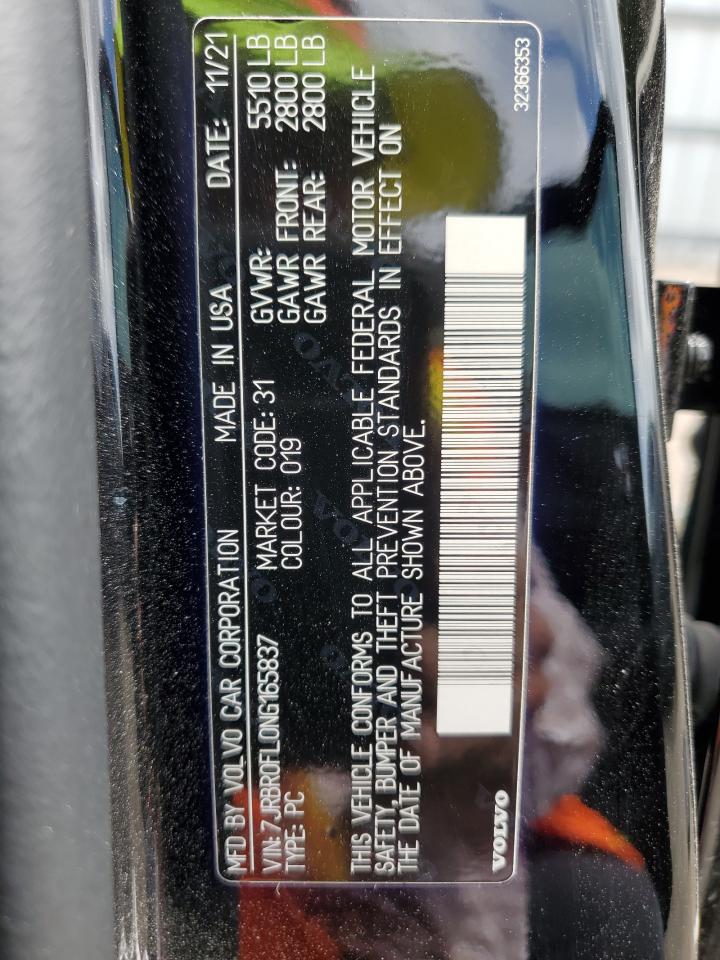 MFD BY VOLVO CAR CORPORATION MADE IN USA DATE: 11/21
VIN: 7JRBR0FL0NG165837
TYPE: PC
MARKET CODE: 31
COLOUR: 019
GVWR: 5510 LB
GAWR FRONT: 2800 LB
GAWR REAR: 2800 LB
THIS VEHICLE CONFORMS TO ALL APPLICABLE FEDERAL MOTOR VEHICLE
SAFETY, BUMPER AND THEFT PREVENTION STANDARDS IN EFFECT ON
THE DATE OF MANUFACTURE SHOWN ABOVE.
VOLVO
32366353